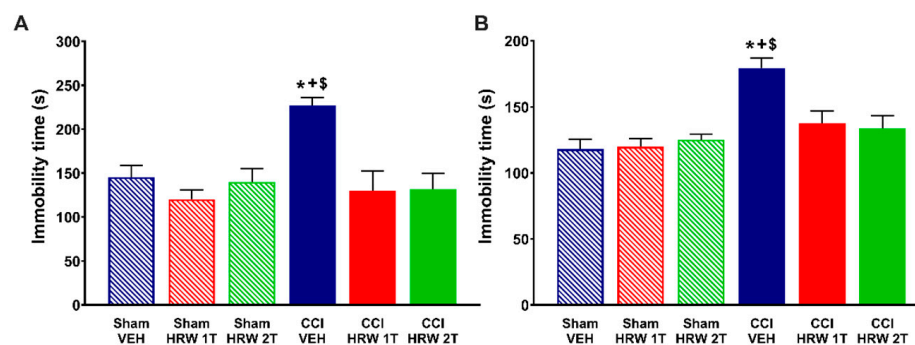 A
Immobility time (s)
300
250
200
150
100
50
0
*+$
Sham VEH
Sham HRW 1T
Sham HRW 2T
CCI VEH
CCI HRW 1T
CCI HRW 2T
B
Immobility time (s)
200
150
100
50
0
*+$
Sham VEH
Sham HRW 1T
Sham HRW 2T
CCI VEH
CCI HRW 1T
CCI HRW 2T